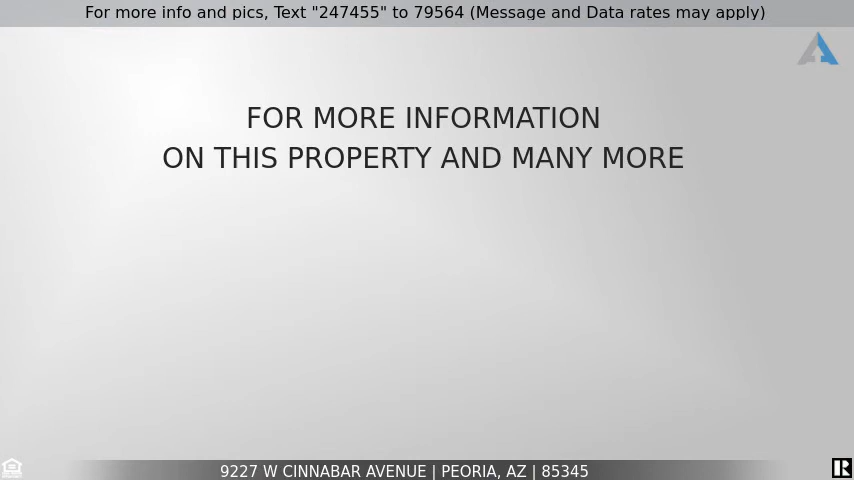 For more info and pics, Text "247455" to 79564 (Message and Data rates may apply)
FOR MORE INFORMATION
ON THIS PROPERTY AND MANY MORE
9227 W CINNABAR AVENUE | PEORIA, AZ | 85345